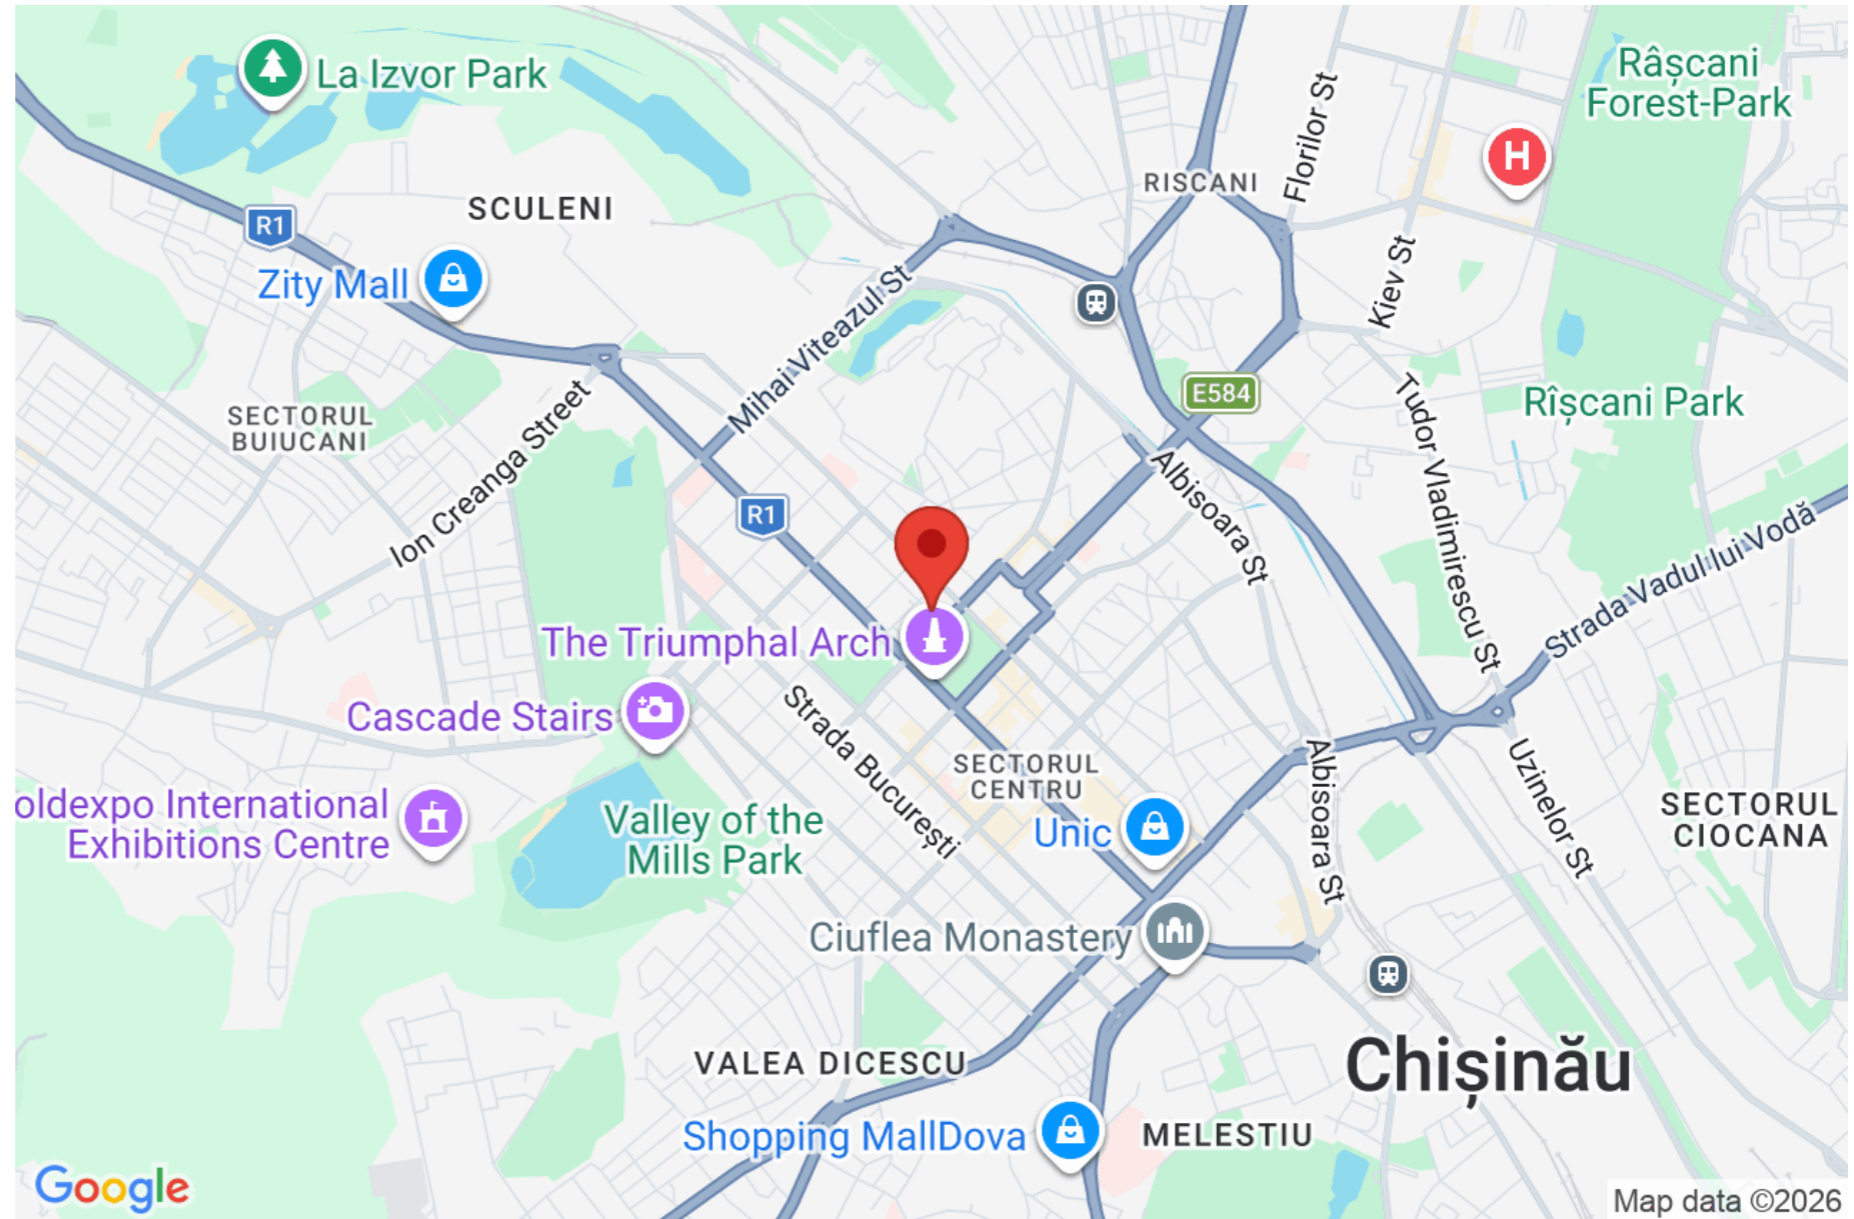 La Izvor Park
Râșcani
Forest-Park
Florilor St
H
RISCANI
SCULENI
R1
Zity Mall
Kiev St
Mihai Viteazul St
E584
SECTORUL
BUIUCANI
Ion Creanga Street
Tudor Vladimirescu St
Rîșcani Park
Albisoara St
R1
Strada Vadul lui Vodă
The Triumphal Arch
Cascade Stairs
Strada București
SECTORUL
CENTRU
Albisoara St
Uzinelor St
SECTORUL
CIOCANA
oldexpo International
Exhibitions Centre
Valley of the
Mills Park
Unic
Ciuflea Monastery
VALEA DICESCU
Chișinău
Shopping MallDova
MELESTIU
Google
Map data ©2026